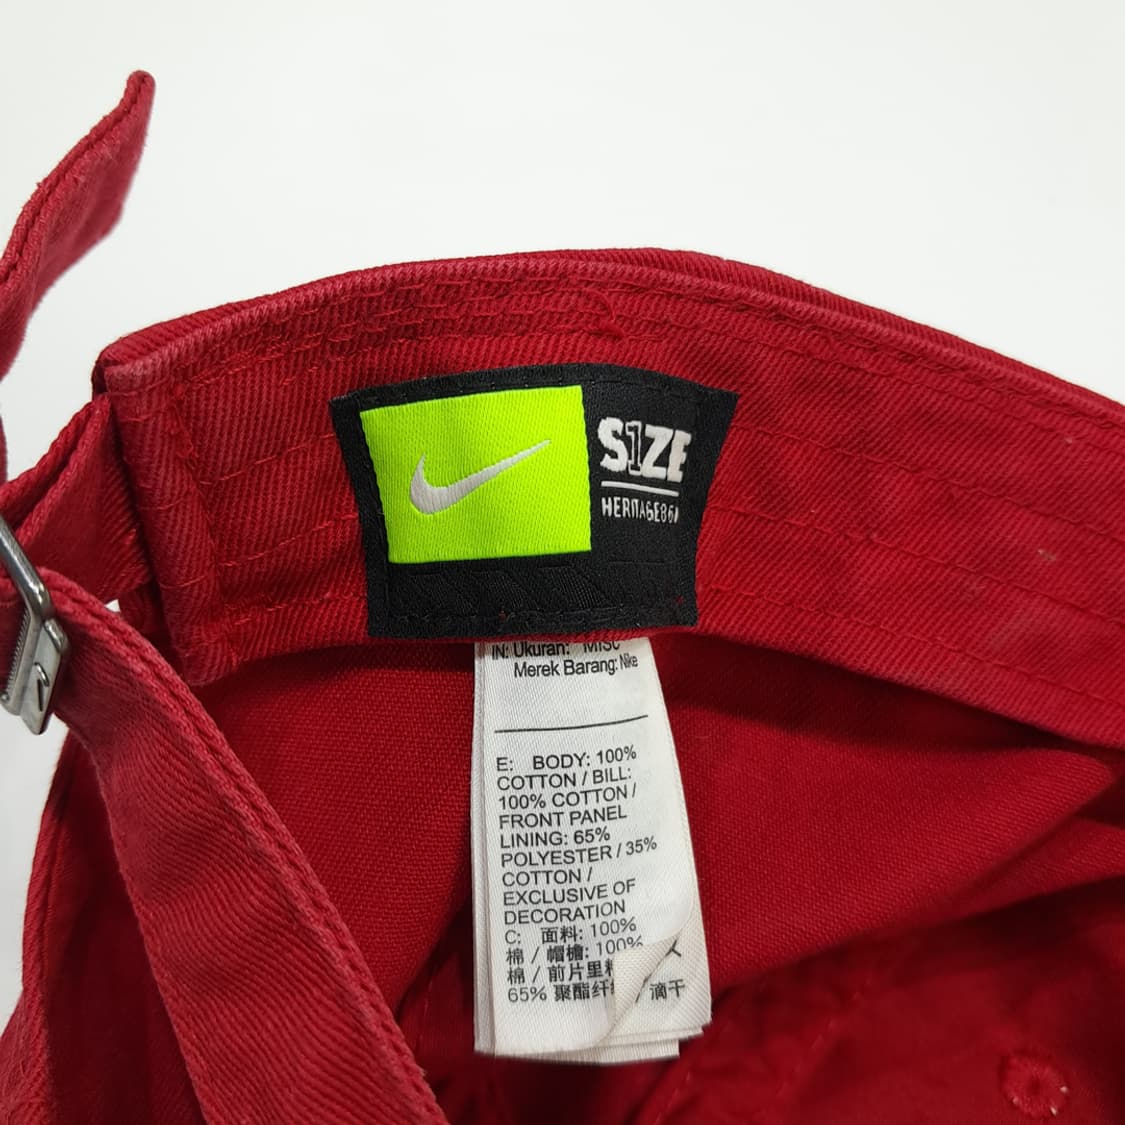 S1ZE
HERITAGE86
IN: Ukuran: MISC
Merek Barang: Nike
E: BODY: 100%
COTTON / BILL:
100% COTTON /
FRONT PANEL
LINING: 65%
POLYESTER / 35%
COTTON /
EXCLUSIVE OF
DECORATION
C: 面料: 100%
棉 / 帽檐: 100%
棉 / 前片里
65% 聚酯纤
滴干